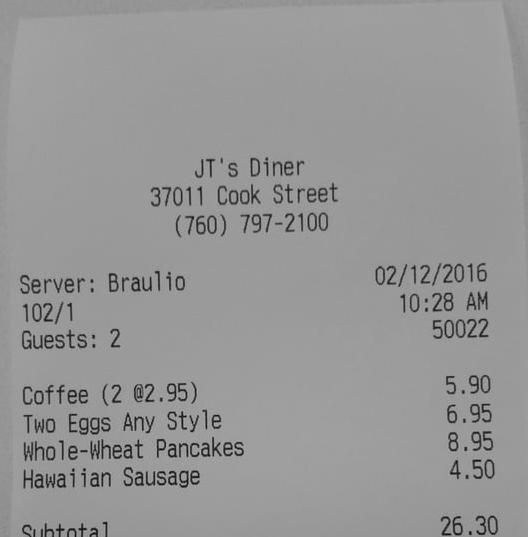 JT's Diner
37011 Cook Street
(760) 797-2100
Server: Braulio 02/12/2016
102/1 10:28 AM
Guests: 2 50022
Coffee (2 @2.95) 5.90
Two Eggs Any Style 6.95
Whole-Wheat Pancakes 8.95
Hawaiian Sausage 4.50
Subtotal 26.30